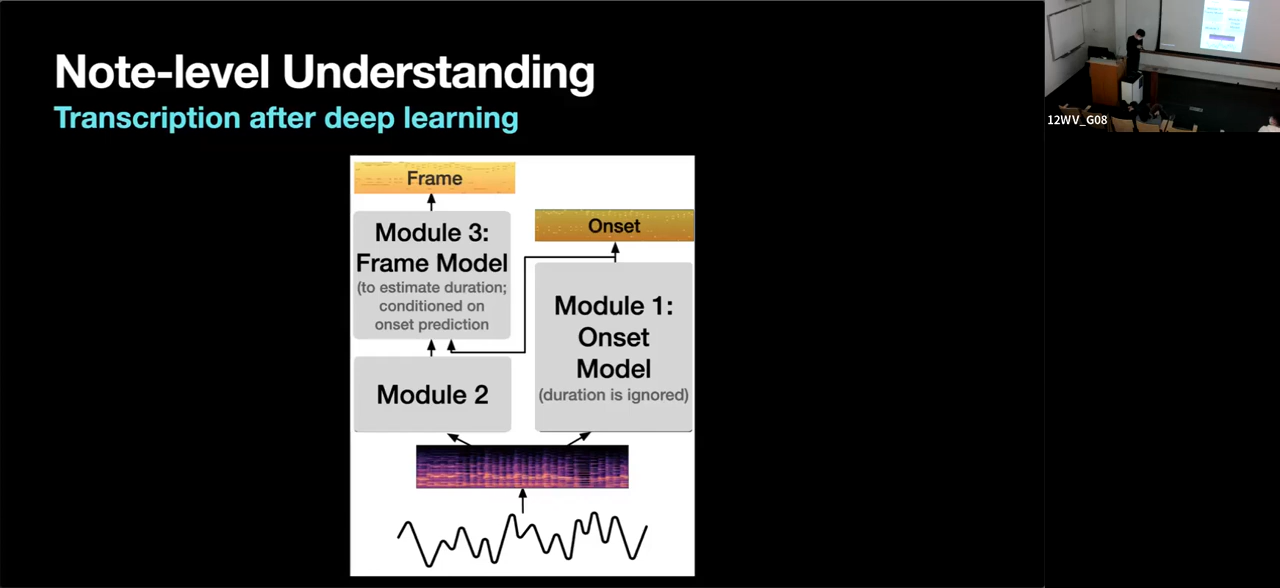 Note-level Understanding
Transcription after deep learning
12WV_G08
Frame
Module 3:
Frame Model
(to estimate duration;
conditioned on
onset prediction
Onset
Module 1:
Onset
Model
(duration is ignored)
Module 2